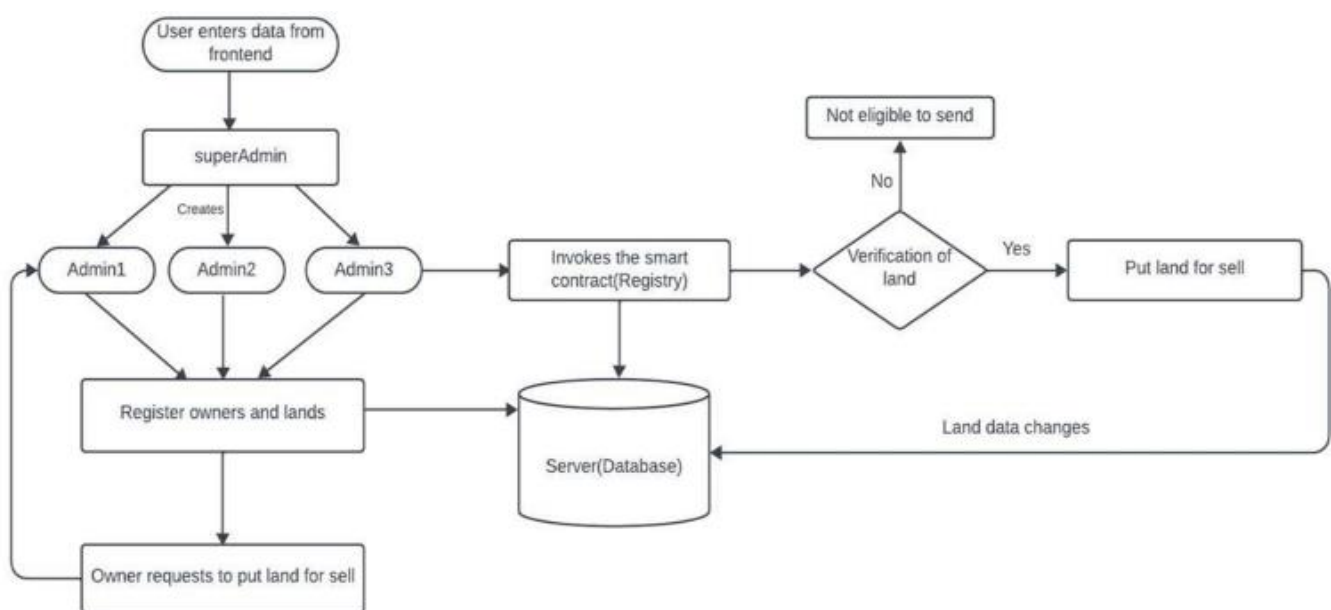 User enters data from
frontend
superAdmin
Creates
Admin1
Admin2
Admin3
Invokes the smart
contract(Registry)
Not eligible to send
No
Verification of
land
Yes
Put land for sell
Register owners and lands
Server(Database)
Land data changes
Owner requests to put land for sell